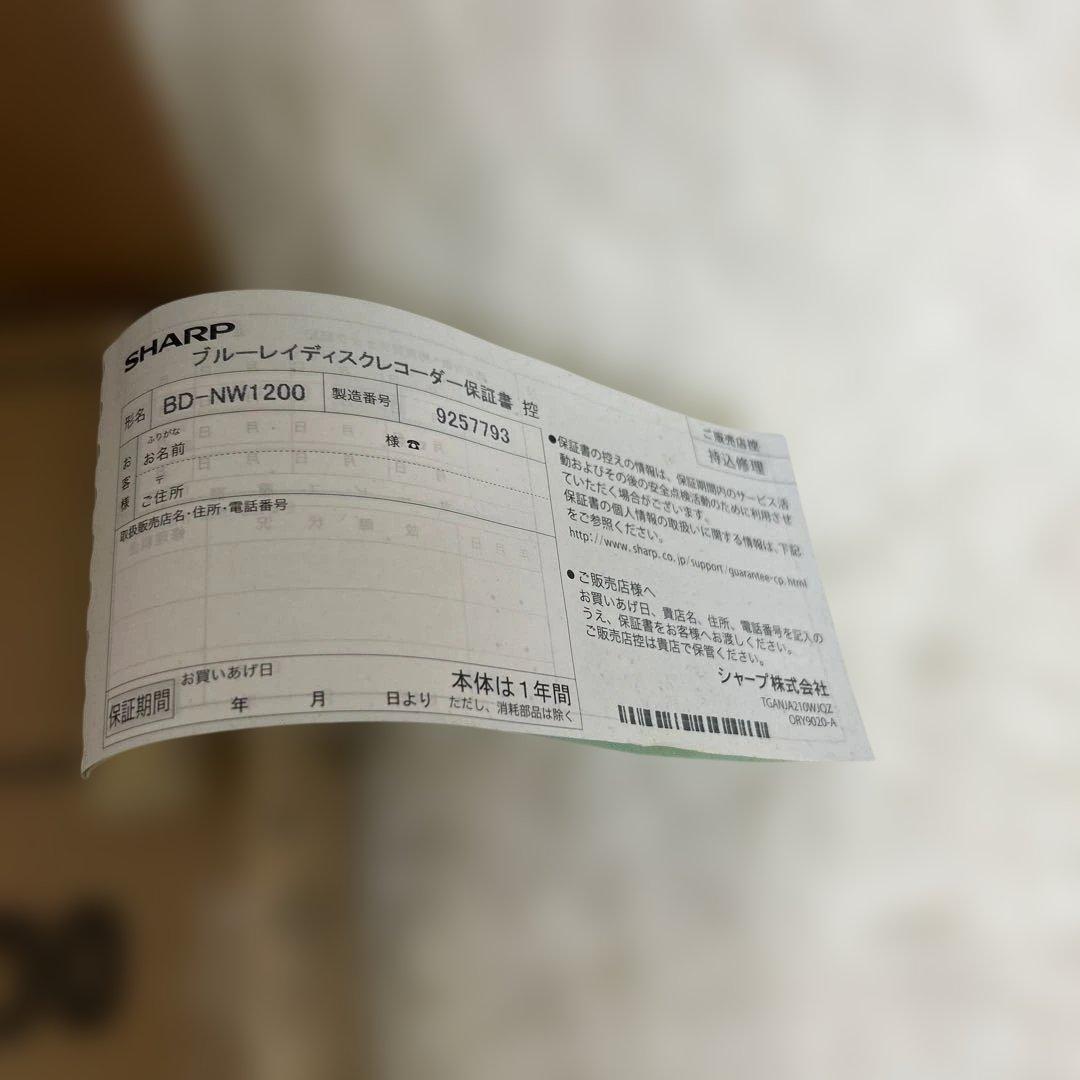 SHARP
ブルーレイディスクレコーダー保証書 控
形名 BD-NW1200 製造番号 9257793
お客様
ふりがな
お名前 様 ☎
〒
ご住所
取扱販売店名・住所・電話番号
お買いあげ日
保証期間 年 月 日より
本体は1年間
ただし、消耗部品は除く
ご販売店控
持込修理
●保証書の控えの情報は、保証期間内のサービス活
動およびその後の安全点検活動のために利用させ
ていただく場合がございます。
保証書の個人情報の取扱いに関する情報は、下記
をご参照ください。
http://www.sharp.co.jp/support/guarantee-cp.html
●ご販売店様へ
お買いあげ日、貴店名、住所、電話番号を記入の
うえ、保証書をお客様へお渡しください。
ご販売店控は貴店で保管ください。
シャープ株式会社
TGANJA210WJQZ
0RY9020-A